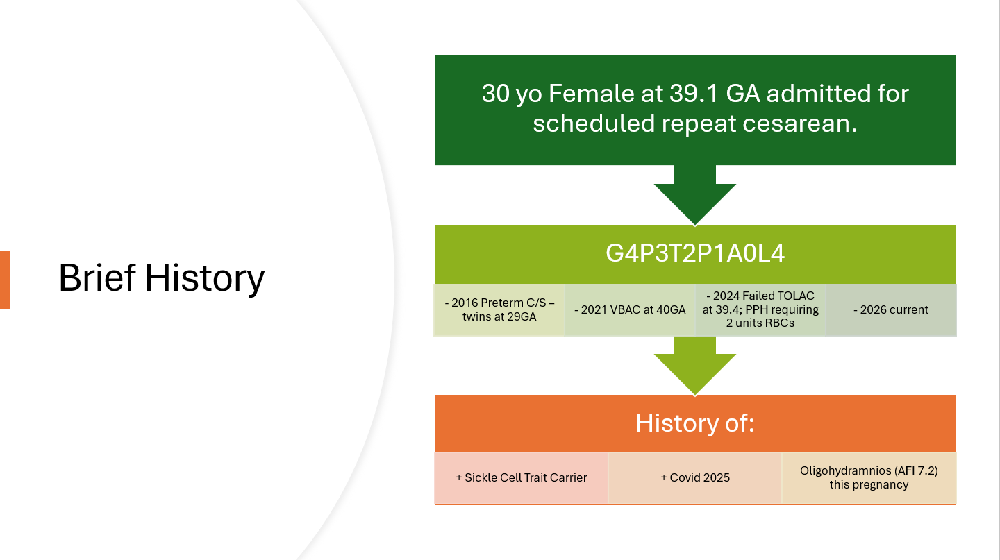 Brief History
30 yo Female at 39.1 GA admitted for
scheduled repeat cesarean.
G4P3T2P1A0L4
- 2016 Preterm C/S –
twins at 29GA
- 2021 VBAC at 40GA
- 2024 Failed TOLAC
at 39.4; PPH requiring
2 units RBCs
- 2026 current
History of:
+ Sickle Cell Trait Carrier
+ Covid 2025
Oligohydramnios (AFI 7.2)
this pregnancy